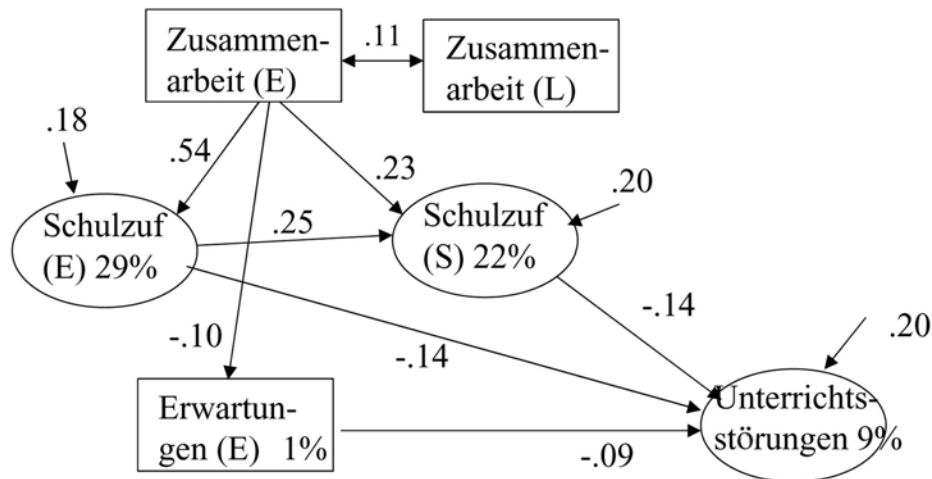 Zusammen-
arbeit (E)
.11
Zusammen-
arbeit (L)
.18
.54
.23
.20
Schulzuf
(E) 29%
.25
Schulzuf
(S) 22%
-.10
-.14
-.14
.20
Erwartun-
gen (E) 1%
-.09
Unterrichts-
störungen 9%